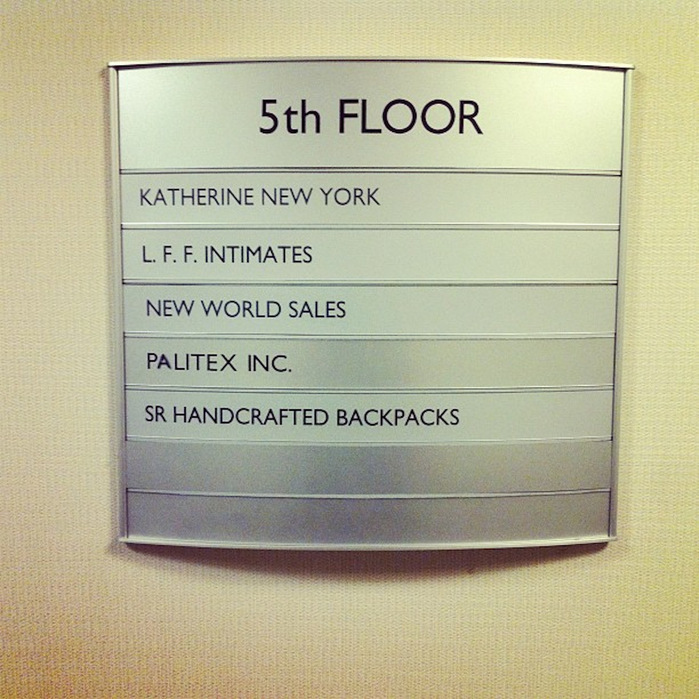 5th FLOOR
KATHERINE NEW YORK
L. F. F. INTIMATES
NEW WORLD SALES
PALITEX INC.
SR HANDCRAFTED BACKPACKS